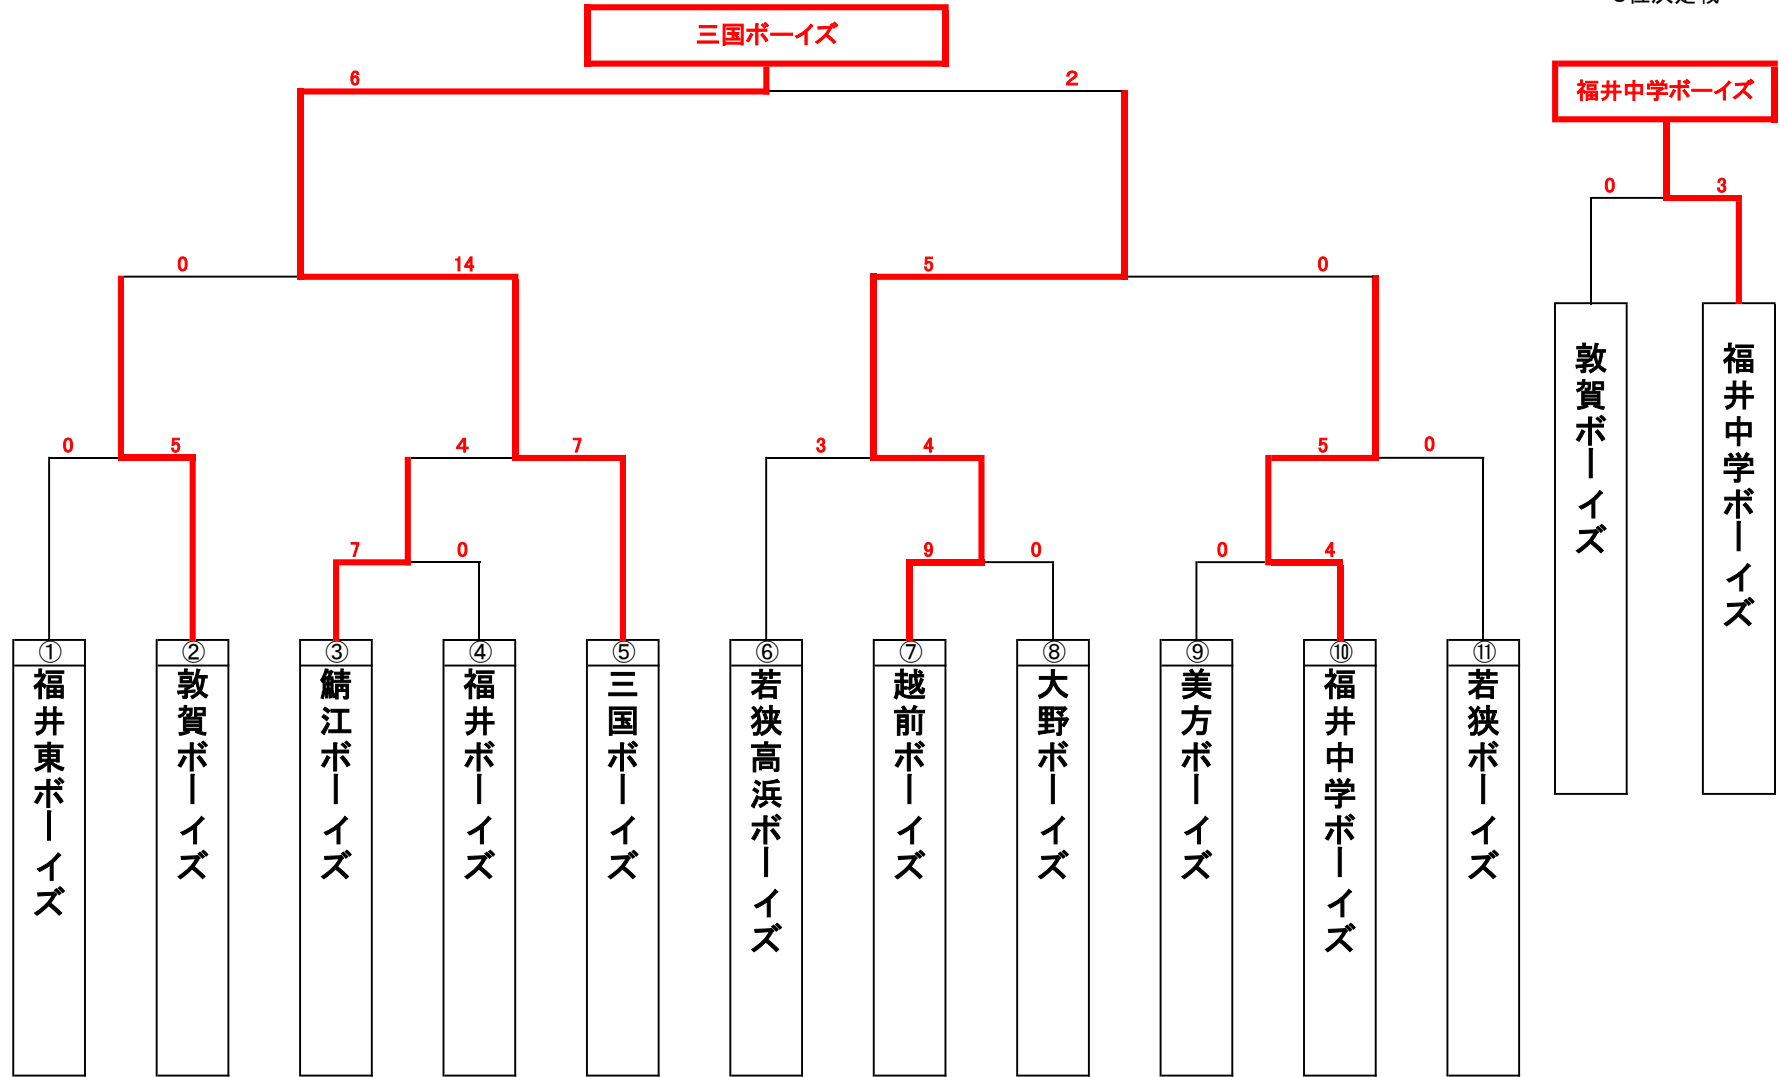 三国ボーイズ
6
2
福井中学ボーイズ
0
3
0
14
5
0
0
5
4
7
3
4
5
0
7
0
9
0
0
4
敦賀ボーイズ
福井中学ボーイズ
①
福井東ボーイズ
②
敦賀ボーイズ
③
鯖江ボーイズ
④
福井ボーイズ
⑤
三国ボーイズ
⑥
若狭高浜ボーイズ
⑦
越前ボーイズ
⑧
大野ボーイズ
⑨
美方ボーイズ
⑩
福井中学ボーイズ
⑪
若狭ボーイズ